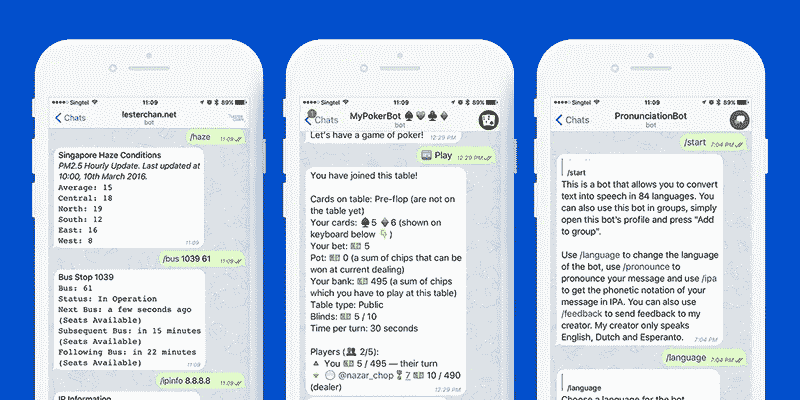 Singtel 11:09 89%
Chats
lesterchan.net
bot
/haze 11:09
Singapore Haze Conditions
PM2.5 Hourly Update. Last updated at
10:00, 10th March 2016.
Average: 15
Central: 18
North: 19
South: 12
East: 16
West: 8
11:09
/bus 1039 61 11:09
Bus Stop 1039
Bus: 61
Status: In Operation
Next Bus: a few seconds ago
(Seats Available)
Subsequent Bus: in 15 minutes
(Seats Available)
Following Bus: in 22 minutes
(Seats Available)
11:09
/ipinfo 8.8.8.8 11:09
IP Information
Singtel 11:09 89%
1
Chats
MyPokerBot ♠♥♣♦
bot
Let's have a game of poker! 12:29 PM
Play 12:29 PM
You have joined this table!
Cards on table: Pre-flop (are not on
the table yet)
Your cards: ♠5 ♦6 (shown on
keyboard below )
Your bet: 5
Pot: 0 (a sum of chips that can be
won at current dealing)
Your bank: 495 (a sum of chips
which you have to play at this table)
Table type: Public
Blinds: 5 / 10
Time per turn: 30 seconds
Players ( 2/5):
5 / 495 — their turn
@nazar_chop 7 10 / 490
(dealer)
12:29 PM
Singtel 11:09 89%
Chats
PronunciationBot
bot
/start 7:04 PM
/start
This is a bot that allows you to convert
text into speech in 84 languages. You
can also use this bot in groups, simply
open this bot's profile and press "Add
to group".
Use /language to change the language
of the bot, use /pronounce to
pronounce your message and use /ipa
to get the phonetic notation of your
message in IPA. You can also use
/feedback to send feedback to my
creator. My creator only speaks
English, Dutch and Esperanto.
7:04 PM
/language 7:04 PM
/language
Choose a language for the bot